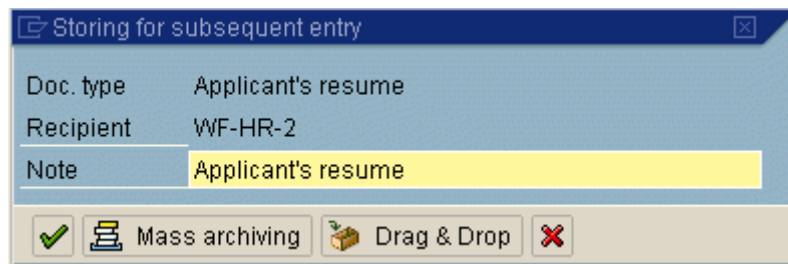 Storing for subsequent entry
Doc. type Applicant's resume
Recipient WF-HR-2
Note Applicant's resume
Mass archiving Drag & Drop